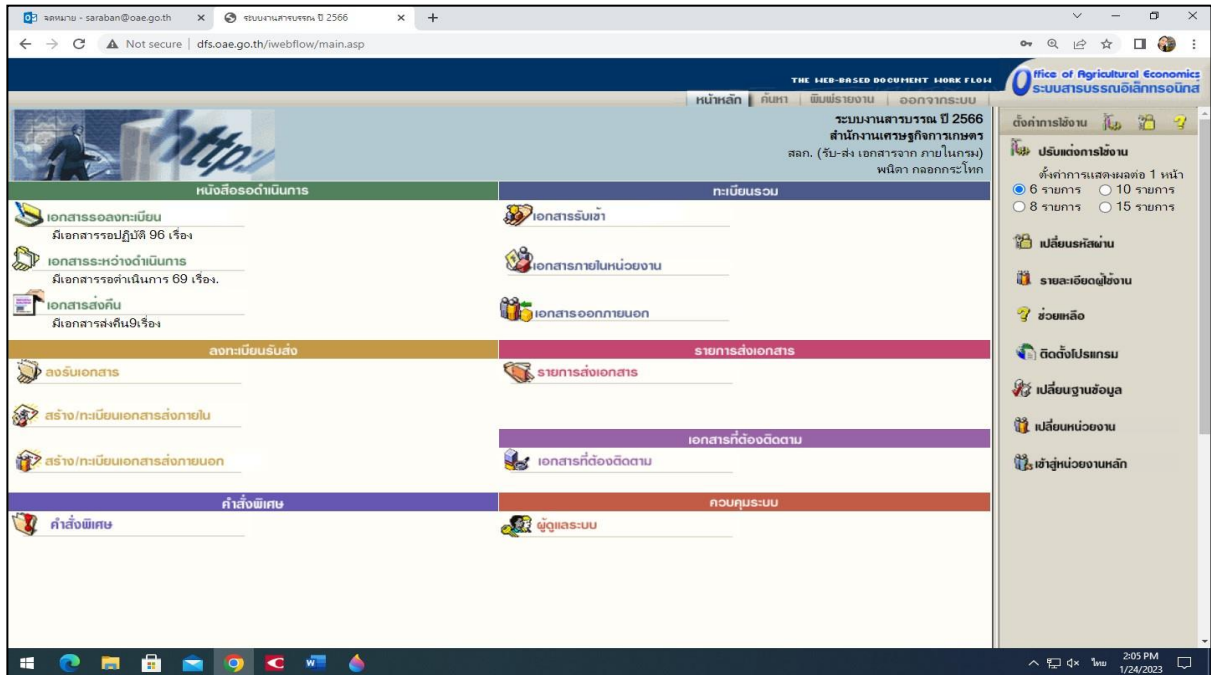 จดหมาย - saraban@oae.go.th
ระบบงานสารบรรณ ปี 2566
Not secure | dfs.oae.go.th/iwebflow/main.asp
THE WEB-BASED DOCUMENT WORK FLOW
Office of Agricultural Economics
ระบบสารบรรณอิเล็กทรอนิกส์
หน้าหลัก | ค้นหา | พิมพ์รายงาน | ออกจากระบบ
http:/
ระบบงานสารบรรณ ปี 2566
สำนักงานเศรษฐกิจการเกษตร
สลก. (รับ-ส่ง เอกสารจาก ภายในกรม)
พนิดา กลอกกระโทก
หนังสือรอดำเนินการ
เอกสารรอลงทะเบียน
มีเอกสารรอปฏิบัติ 96 เรื่อง
เอกสารระหว่างดำเนินการ
มีเอกสารรอดำเนินการ 69 เรื่อง.
เอกสารส่งคืน
มีเอกสารส่งคืน9เรื่อง
ทะเบียนรวม
เอกสารรับเข้า
เอกสารภายในหน่วยงาน
เอกสารออกภายนอก
ลงทะเบียนรับส่ง
ลงรับเอกสาร
สร้าง/ทะเบียนเอกสารส่งภายใน
สร้าง/ทะเบียนเอกสารส่งภายนอก
รายการส่งเอกสาร
รายการส่งเอกสาร
เอกสารที่ต้องติดตาม
เอกสารที่ต้องติดตาม
คำสั่งพิเศษ
คำสั่งพิเศษ
ควบคุมระบบ
ผู้ดูแลระบบ
ตั้งค่าการใช้งาน
ปรับแต่งการใช้งาน
ตั้งค่าการแสดงผลต่อ 1 หน้า
6 รายการ 10 รายการ
8 รายการ 15 รายการ
เปลี่ยนรหัสผ่าน
รายละเอียดผู้ใช้งาน
ช่วยเหลือ
ติดตั้งโปรแกรม
เปลี่ยนฐานข้อมูล
เปลี่ยนหน่วยงาน
เข้าสู่หน่วยงานหลัก
ไทย
2:05 PM
1/24/2023